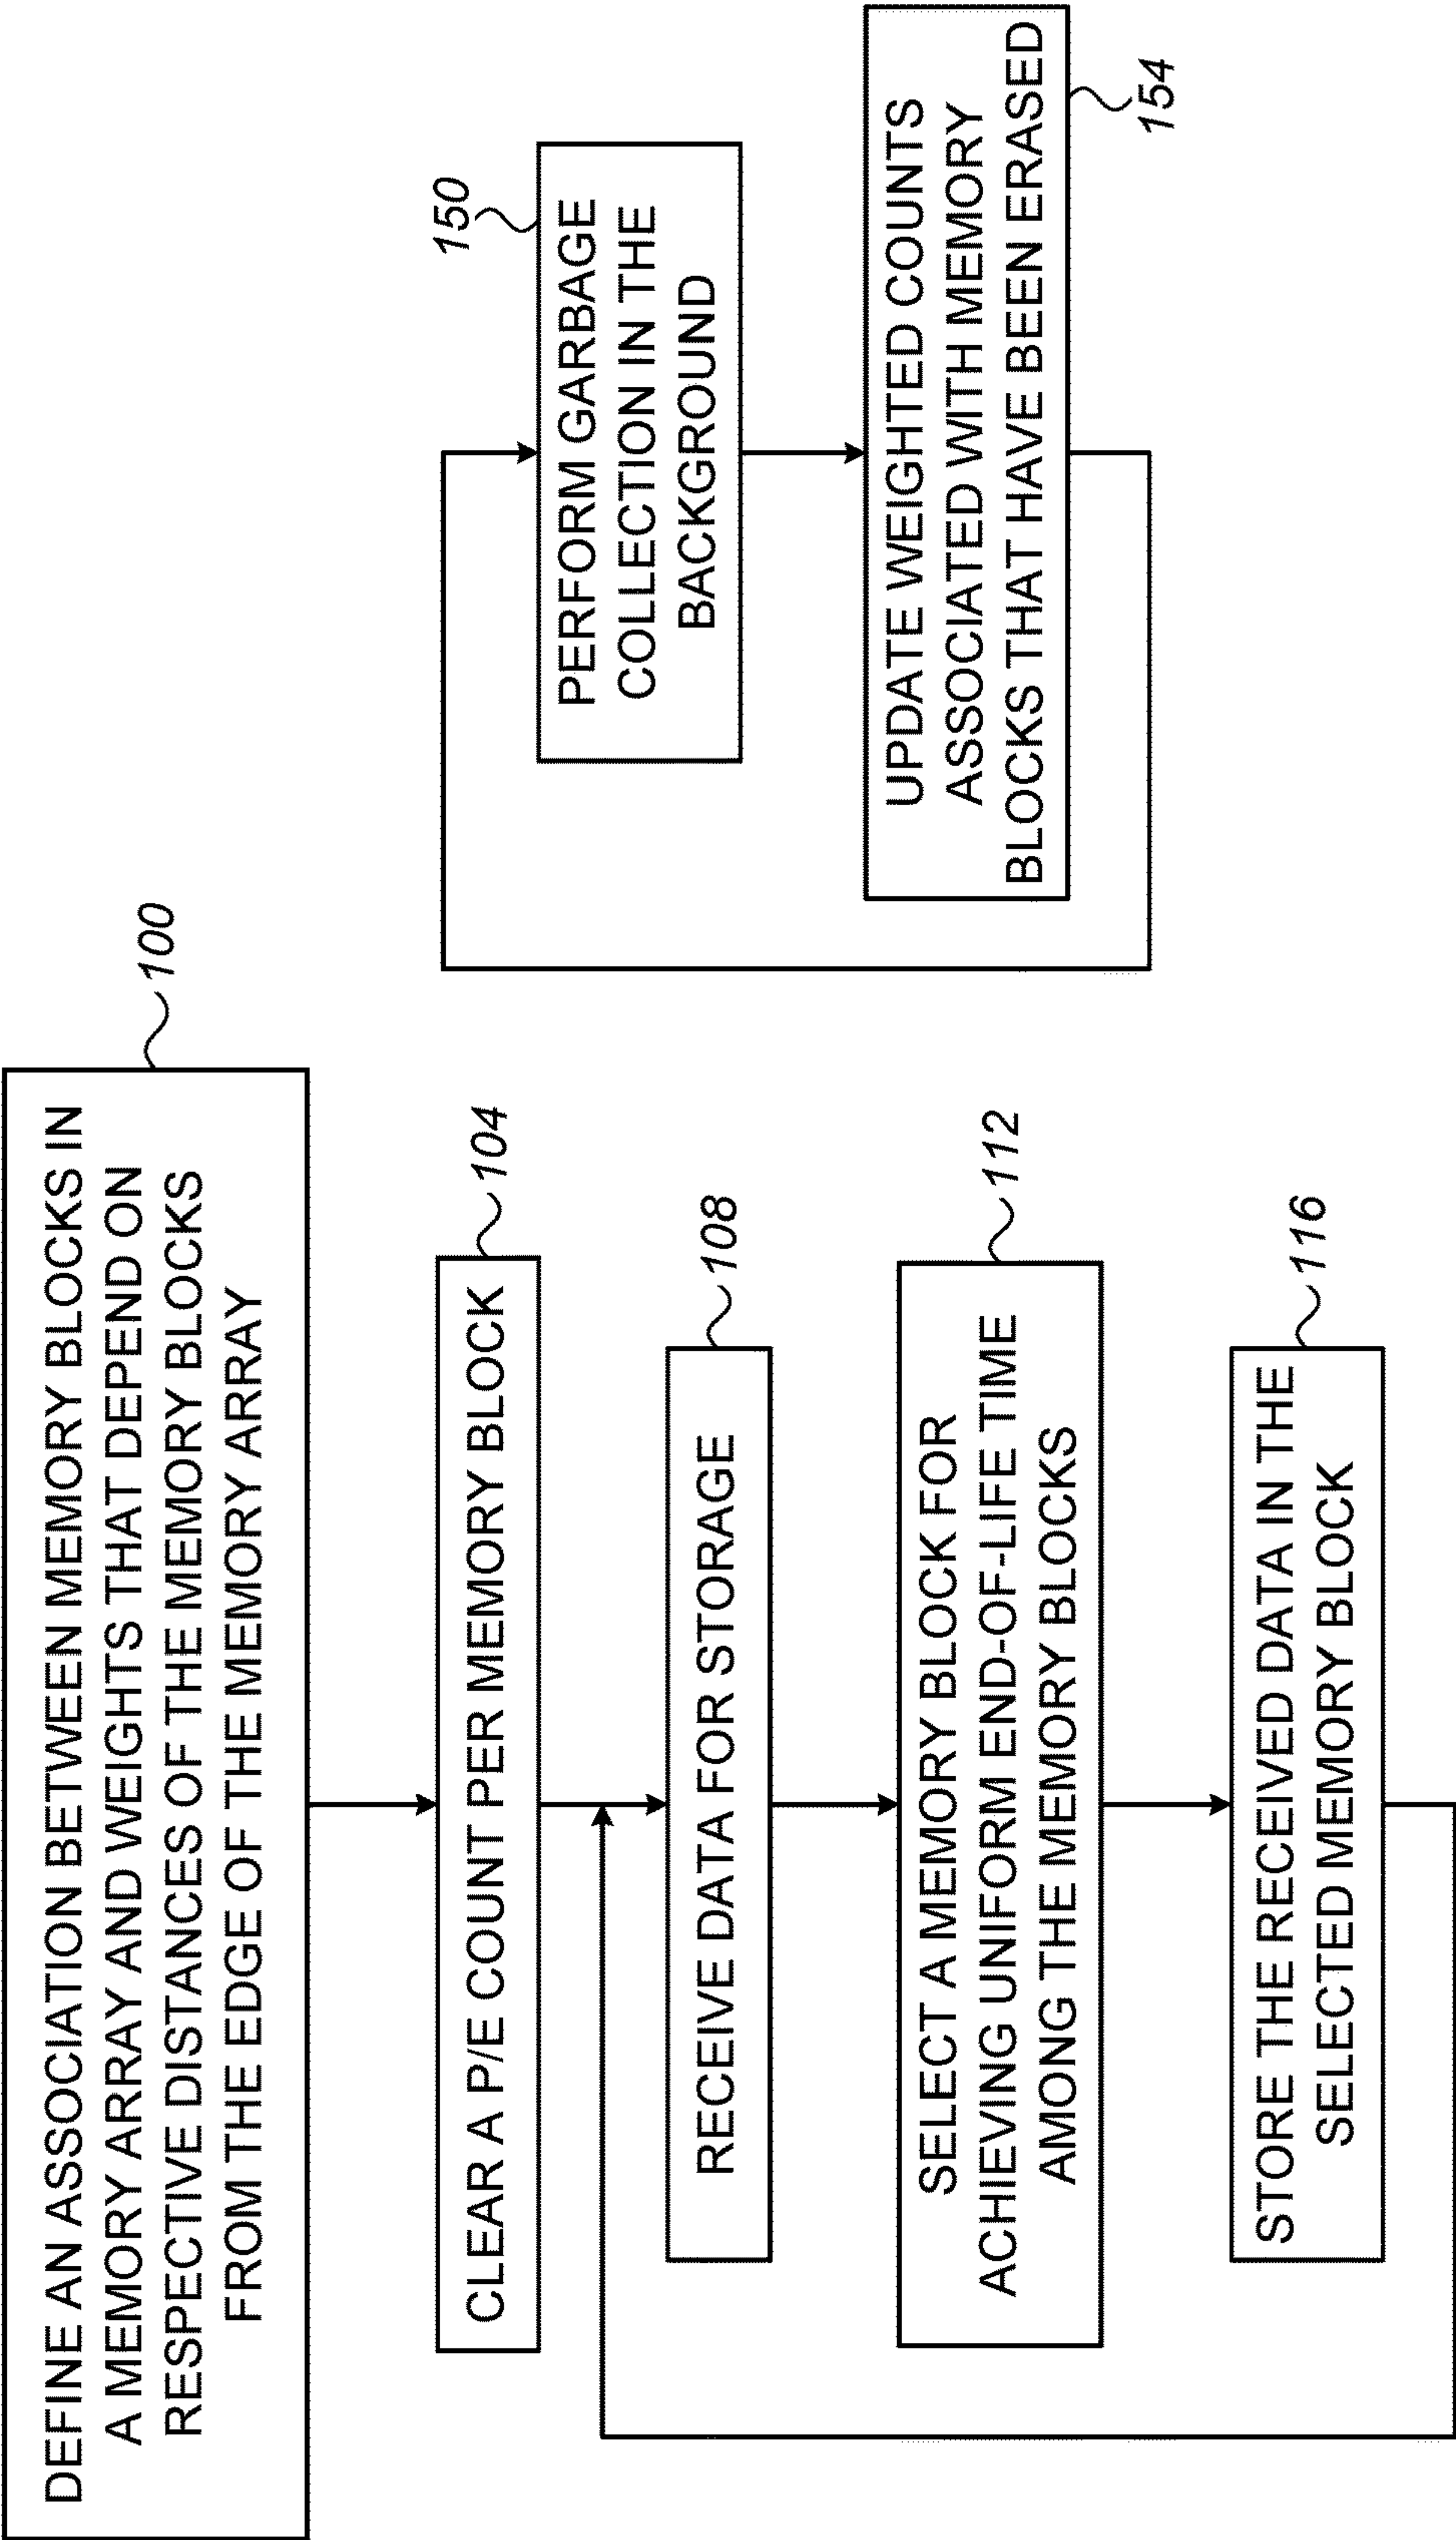 DEFINE AN ASSOCIATION BETWEEN MEMORY BLOCKS IN
A MEMORY ARRAY AND WEIGHTS THAT DEPEND ON
RESPECTIVE DISTANCES OF THE MEMORY BLOCKS
FROM THE EDGE OF THE MEMORY ARRAY
100
CLEAR A P/E COUNT PER MEMORY BLOCK
104
RECEIVE DATA FOR STORAGE
108
SELECT A MEMORY BLOCK FOR
ACHIEVING UNIFORM END-OF-LIFE TIME
AMONG THE MEMORY BLOCKS
112
STORE THE RECEIVED DATA IN THE
SELECTED MEMORY BLOCK
116
150
PERFORM GARBAGE
COLLECTION IN THE
BACKGROUND
UPDATE WEIGHTED COUNTS
ASSOCIATED WITH MEMORY
BLOCKS THAT HAVE BEEN ERASED
154